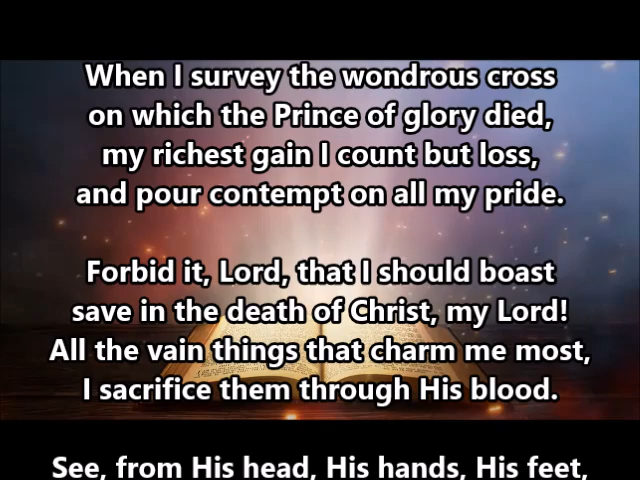 When I survey the wondrous cross
on which the Prince of glory died,
my richest gain I count but loss,
and pour contempt on all my pride.
Forbid it, Lord, that I should boast
save in the death of Christ, my Lord!
All the vain things that charm me most,
I sacrifice them through His blood.
See, from His head, His hands, His feet,